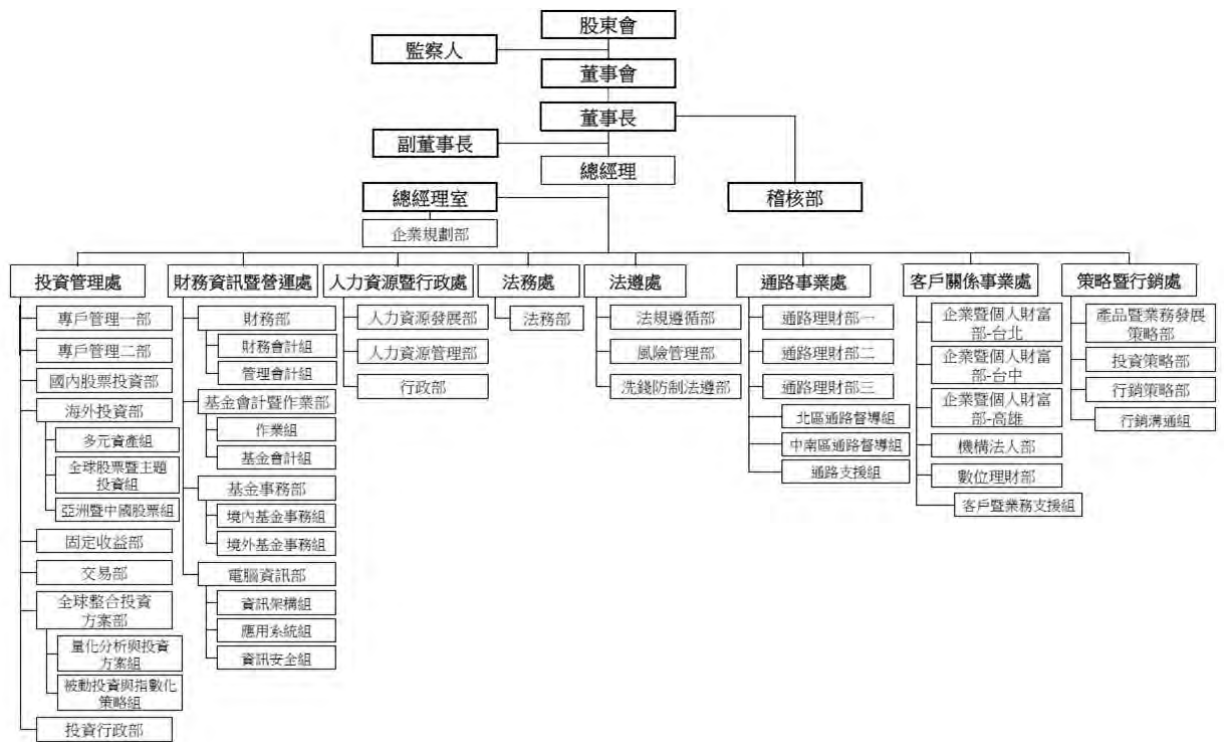 股東會
監察人
董事會
董事長
副董事長
總經理
總經理室
稽核部
企業規劃部
投資管理處
專戶管理一部
專戶管理二部
國內股票投資部
海外投資部
多元資產組
全球股票暨主題
投資組
亞洲暨中國股票組
固定收益部
交易部
全球整合投資
方案部
量化分析與投資
方案組
被動投資與指數化
策略組
投資行政部
財務資訊暨營運處
財務部
財務會計組
管理會計組
基金會計暨作業部
作業組
基金會計組
基金事務部
境內基金事務組
境外基金事務組
電腦資訊部
資訊架構組
應用系統組
資訊安全組
人力資源暨行政處
人力資源發展部
人力資源管理部
行政部
法務處
法務部
法遵處
法規遵循部
風險管理部
洗錢防制法遵部
通路事業處
通路理財部一
通路理財部二
通路理財部三
北區通路督導組
中南區通路督導組
通路支援組
客戶關係事業處
企業暨個人財富
部-台北
企業暨個人財富
部-台中
企業暨個人財富
部-高雄
機構法人部
數位理財部
客戶暨業務支援組
策略暨行銷處
產品暨業務發展
策略部
投資策略部
行銷策略部
行銷溝通組